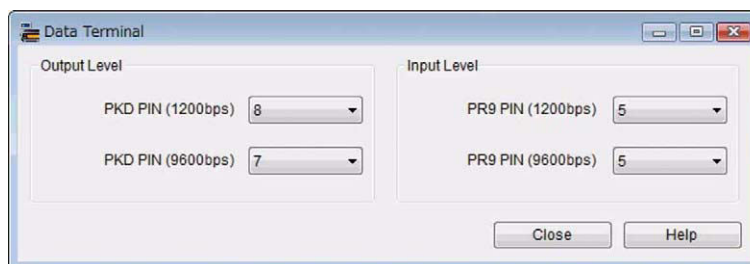 Data Terminal
Output Level
PKD PIN (1200bps) 8
PKD PIN (9600bps) 7
Input Level
PR9 PIN (1200bps) 5
PR9 PIN (9600bps) 5
Close Help